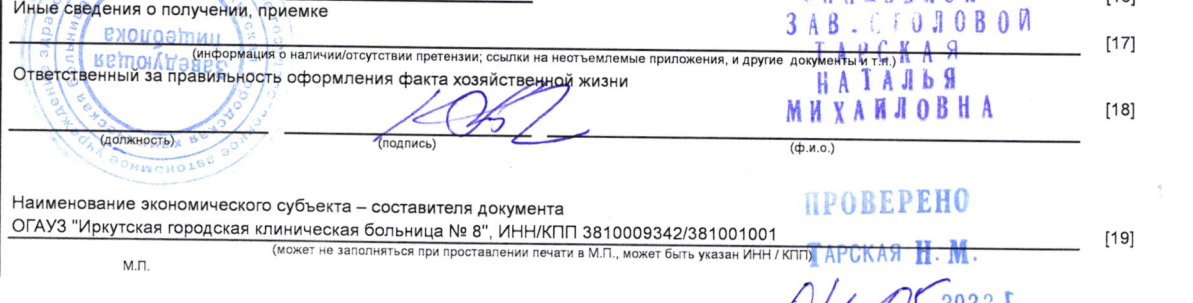 Иные сведения о получении, приемке
[17]
ЗАВ. СТОЛОВОЙ
(информация о наличии/отсутствии претензии; ссылки на неотъемлемые приложения, и другие документы и т.п.)
ТАРСКАЯ
НАТАЛЬЯ
МИХАЙЛОВНА
Заведующая
пищеблока
Ответственный за правильность оформления факта хозяйственной жизни
[18]
(должность) (подпись) (ф.и.о.)
Наименование экономического субъекта – составителя документа
ПРОВЕРЕНО
ОГАУЗ "Иркутская городская клиническая больница № 8", ИНН/КПП 3810009342/381001001
[19]
(может не заполняться при проставлении печати в М.П., может быть указан ИНН / КПП)
ТАРСКАЯ Н. М.
М.П.